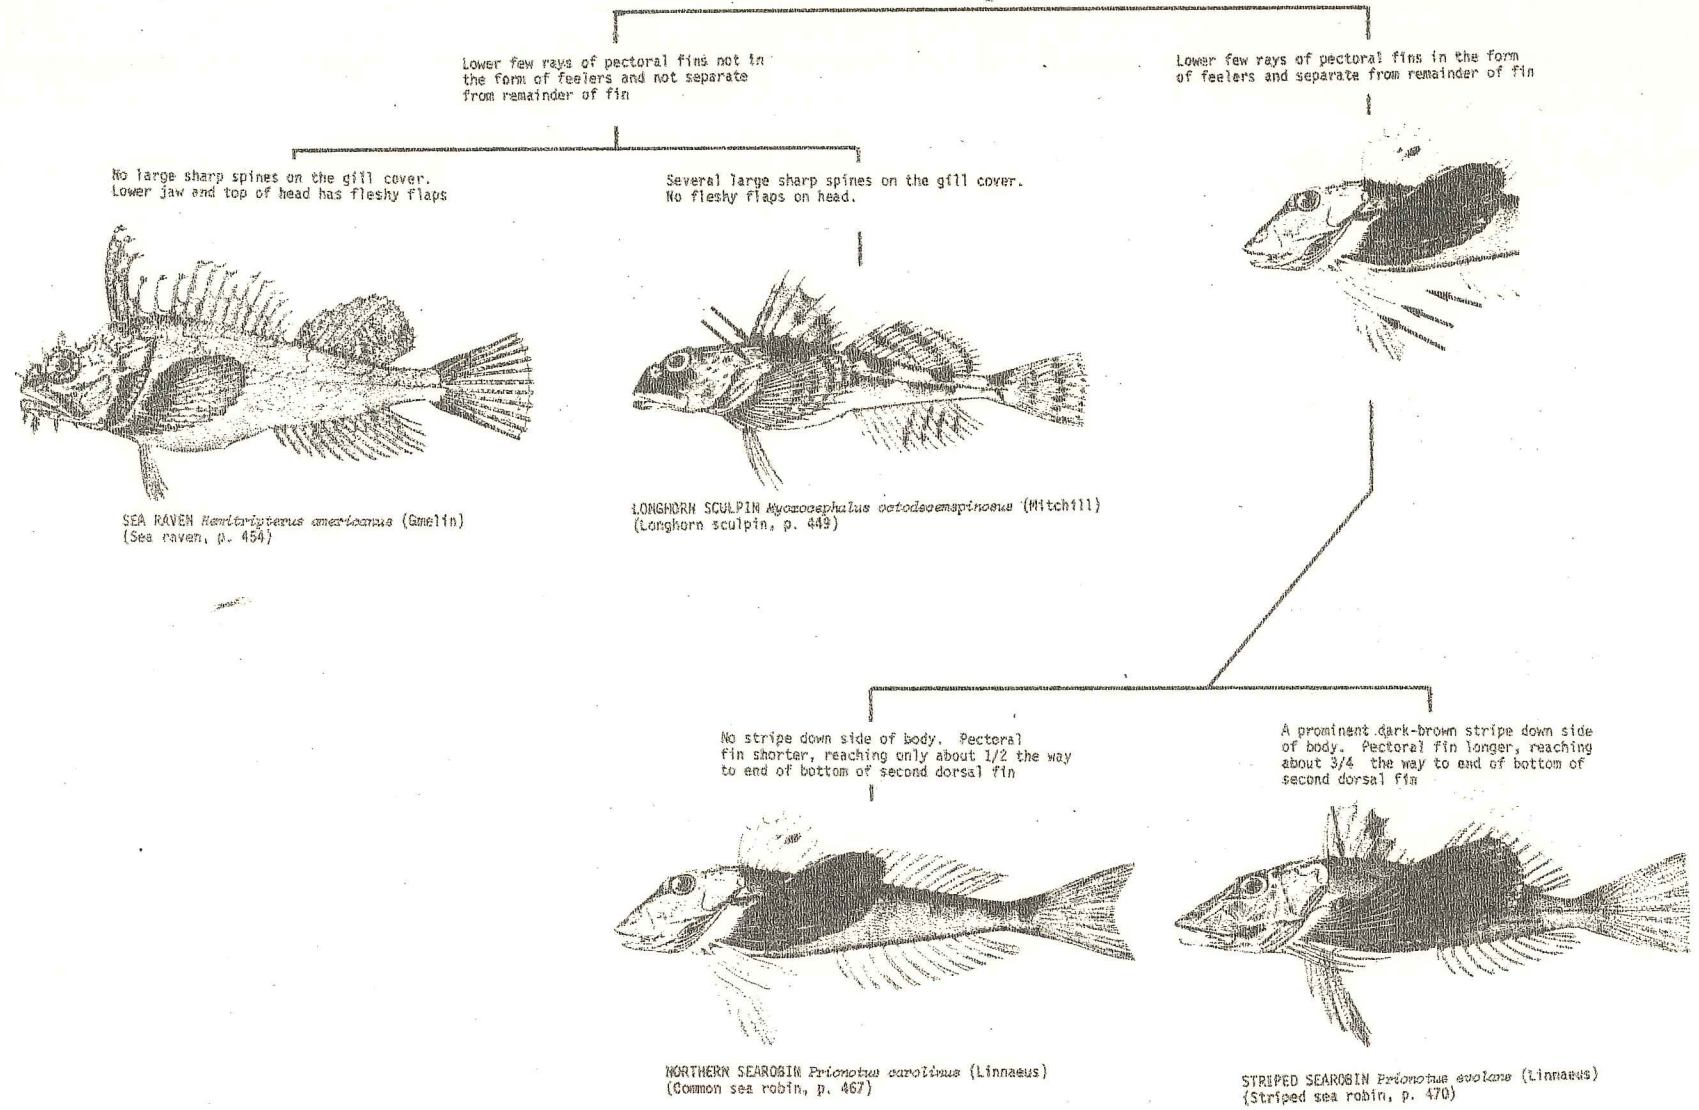 Lower few rays of pectoral fins not in
the form of feelers and not separate
from remainder of fin
Lower few rays of pectoral fins in the form
of feelers and separate from remainder of fin
No large sharp spines on the gill cover.
Lower jaw and top of head has fleshy flaps
Several large sharp spines on the gill cover.
No fleshy flaps on head.
SEA RAVEN Hemitripterus americanus (Gmelin)
(Sea raven, p. 454)
LONGHORN SCULPIN Myoxocephalus octodecemspinosus (Mitchill)
(Longhorn sculpin, p. 449)
No stripe down side of body. Pectoral
fin shorter, reaching only about 1/2 the way
to end of bottom of second dorsal fin
A prominent dark-brown stripe down side
of body. Pectoral fin longer, reaching
about 3/4 the way to end of bottom of
second dorsal fin
NORTHERN SEAROBIN Prionotus carolinus (Linnaeus)
(Common sea robin, p. 467)
STRIPED SEAROBIN Prionotus evolans (Linnaeus)
(Striped sea robin, p. 470)